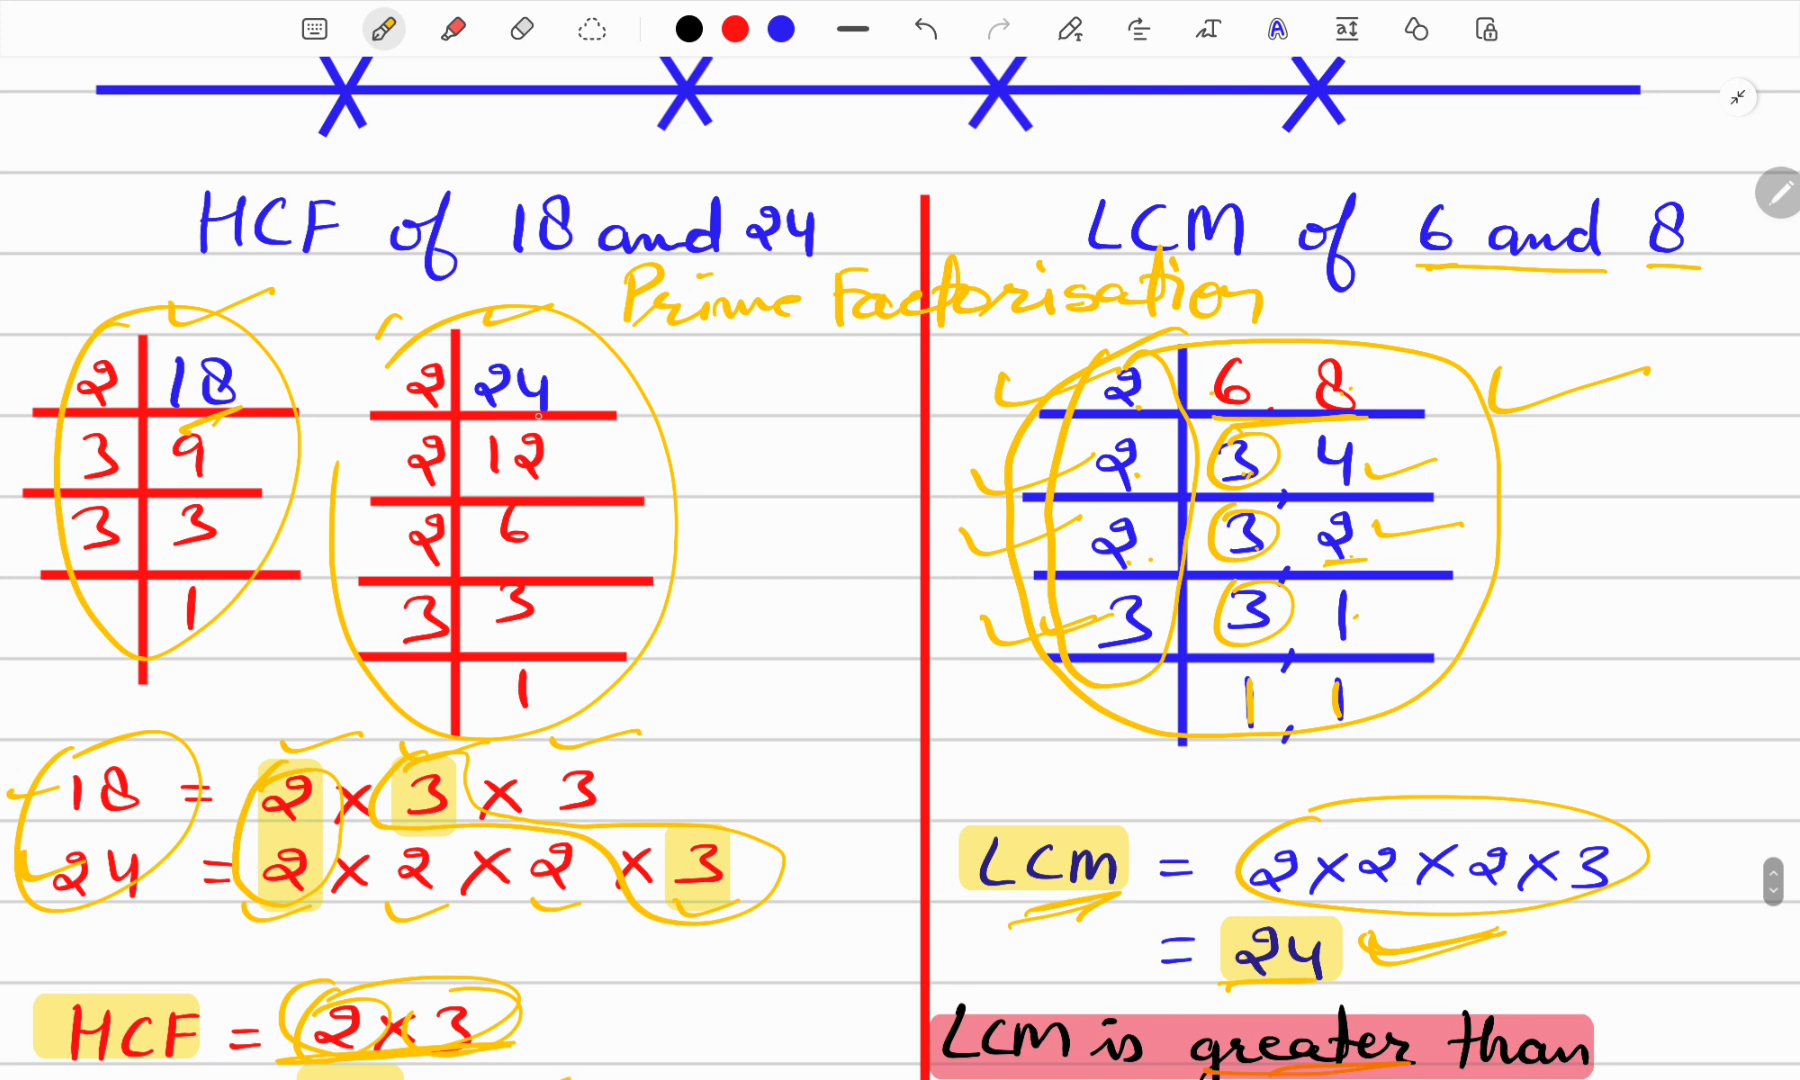 HCF of 18 and 24
2 18
3 9
3 3
1
2 24
2 12
2 6
3 3
1
18 = 2 × 3 × 3
24 = 2 × 2 × 2 × 3
HCF = 2 × 3
Prime Factorisation
LCM of 6 and 8
2 6, 8
2 3, 4
2 3, 2
3 3, 1
1, 1
LCM = 2 × 2 × 2 × 3
= 24
LCM is greater than